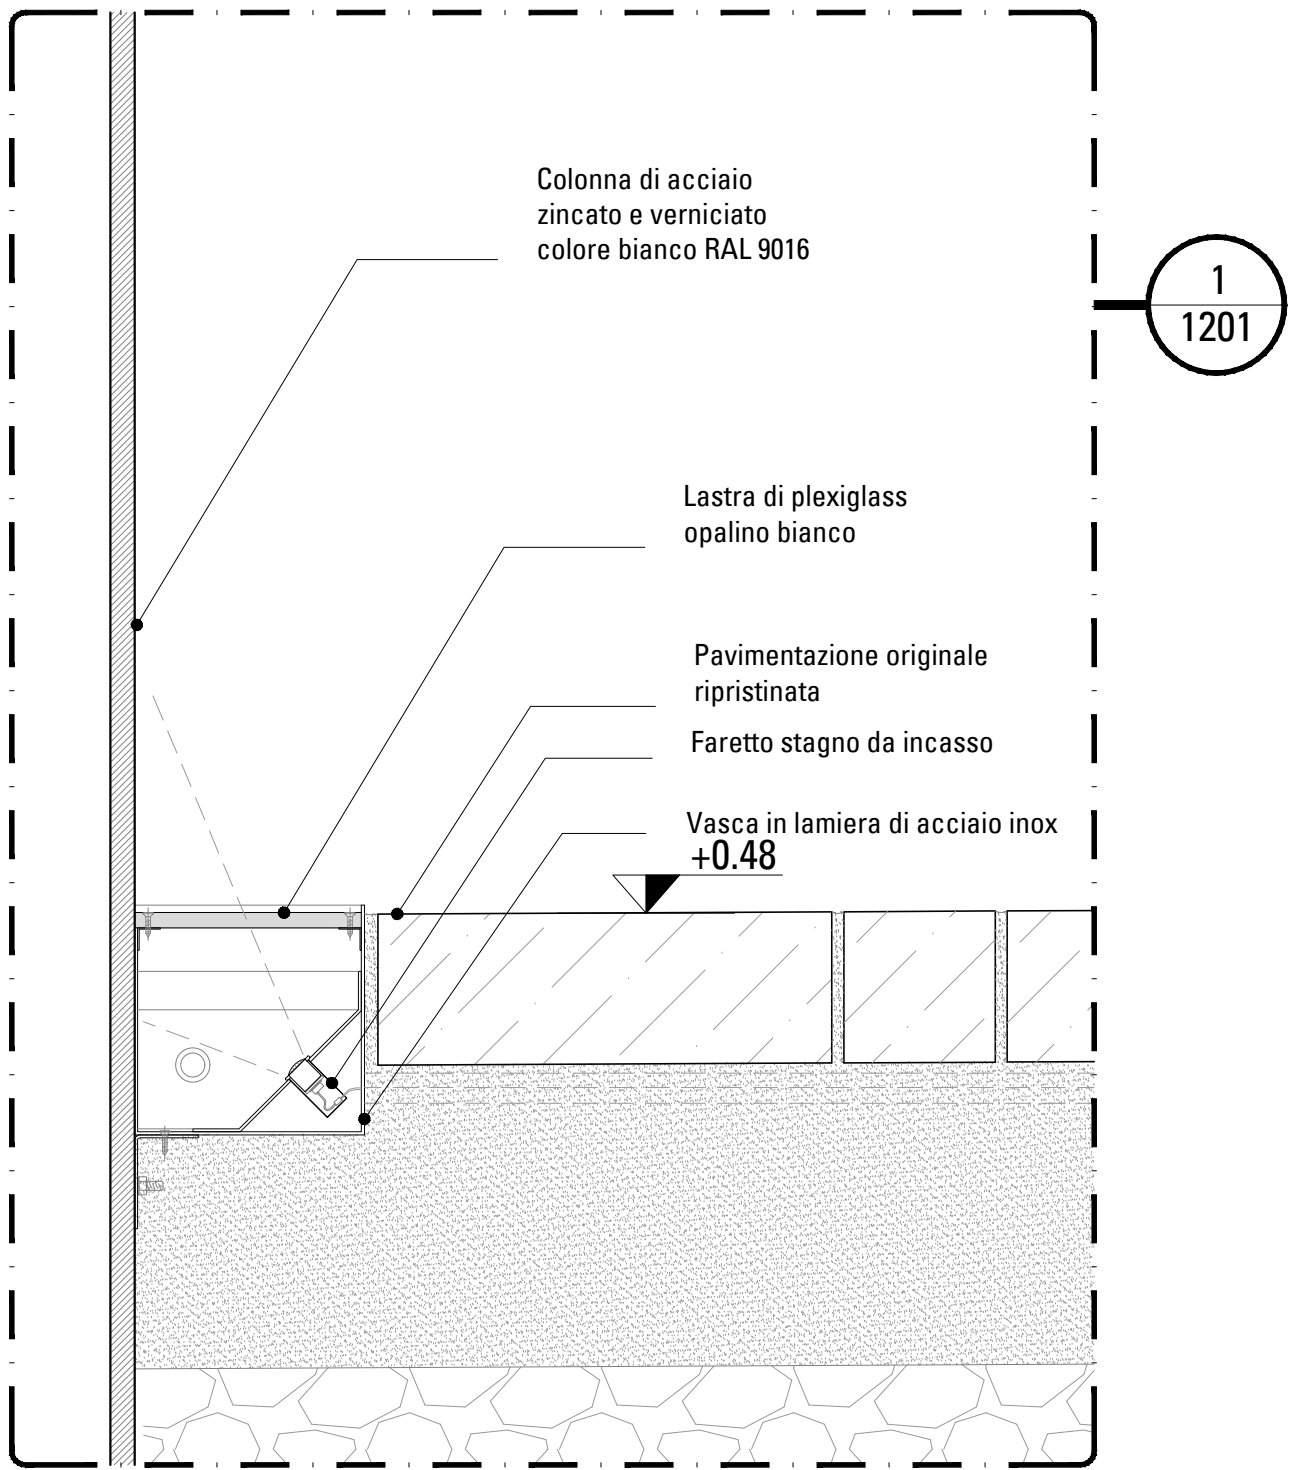 Colonna di acciaio
zincato e verniciato
colore bianco RAL 9016
1
1201
Lastra di plexiglass
opalino bianco
Pavimentazione originale
ripristinata
Faretto stagno da incasso
Vasca in lamiera di acciaio inox
+0.48